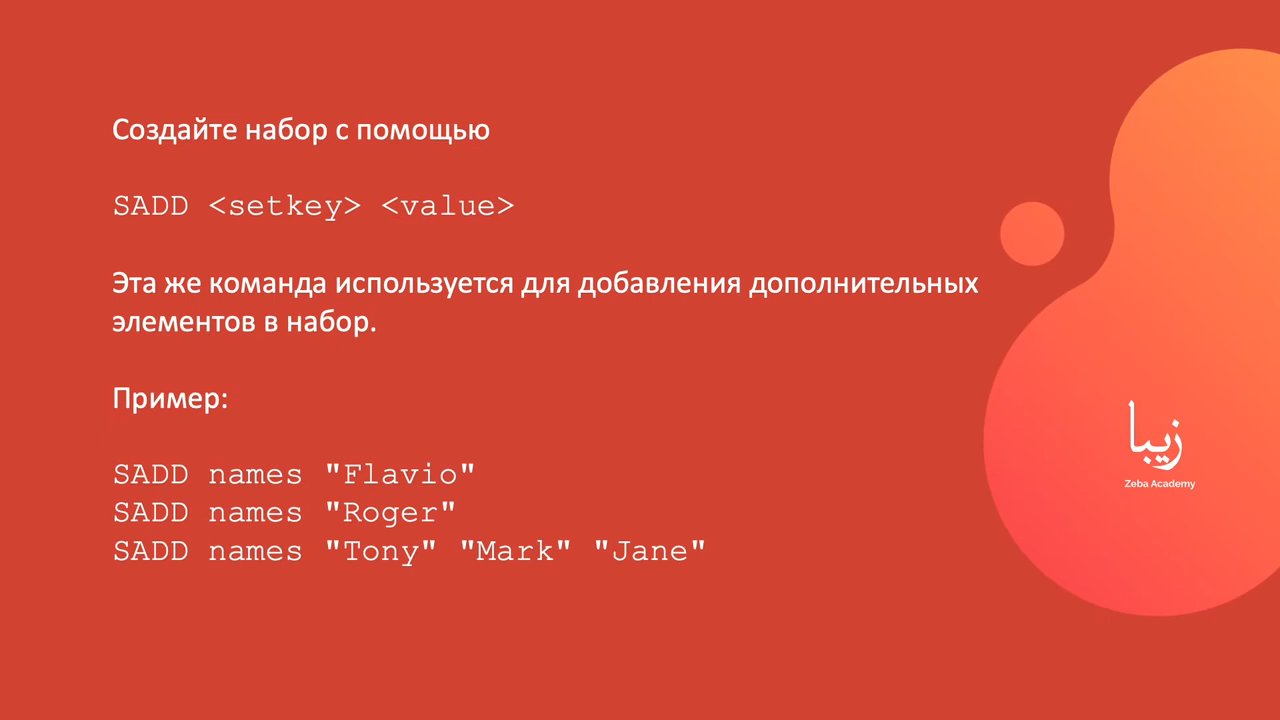 Создайте набор с помощью
SADD <setkey> <value>
Эта же команда используется для добавления дополнительных
элементов в набор.
Пример:
SADD names "Flavio"
SADD names "Roger"
SADD names "Tony" "Mark" "Jane"
زیبا
Zeba Academy